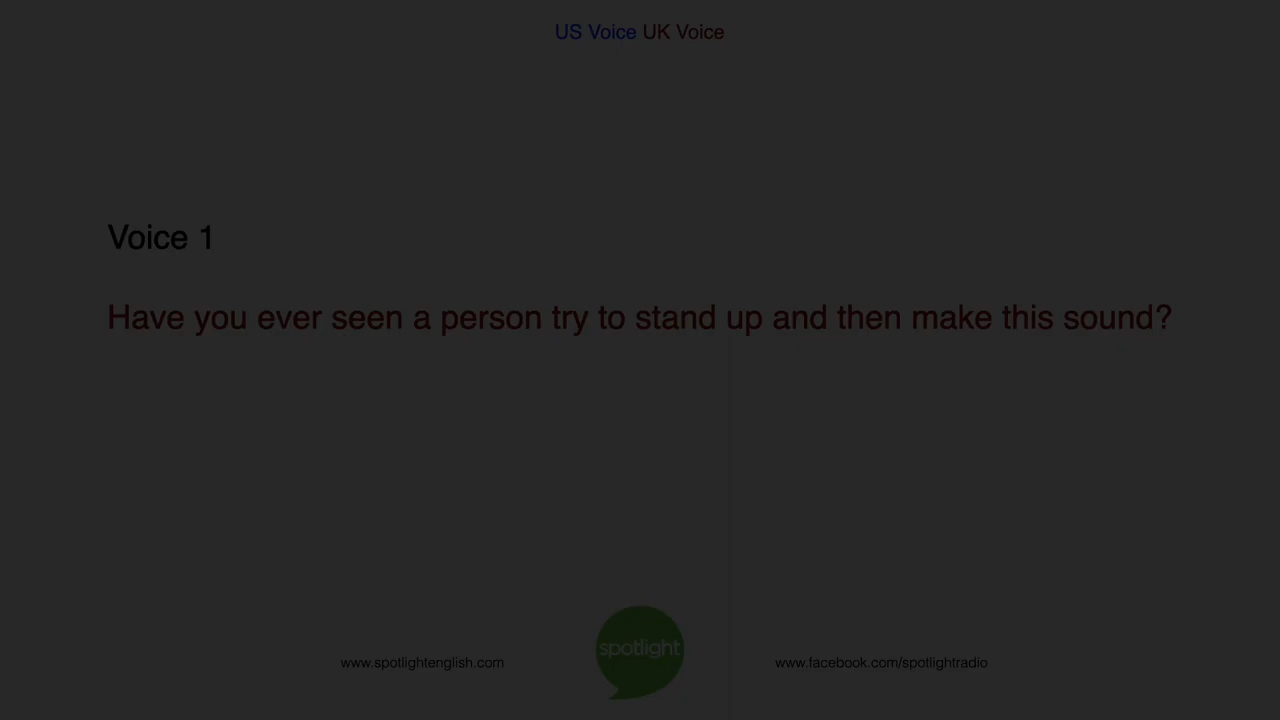 US Voice UK Voice
Voice 1
Have you ever seen a person try to stand up and then make this sound?
spotlight
www.spotlightenglish.com
www.facebook.com/spotlightradio